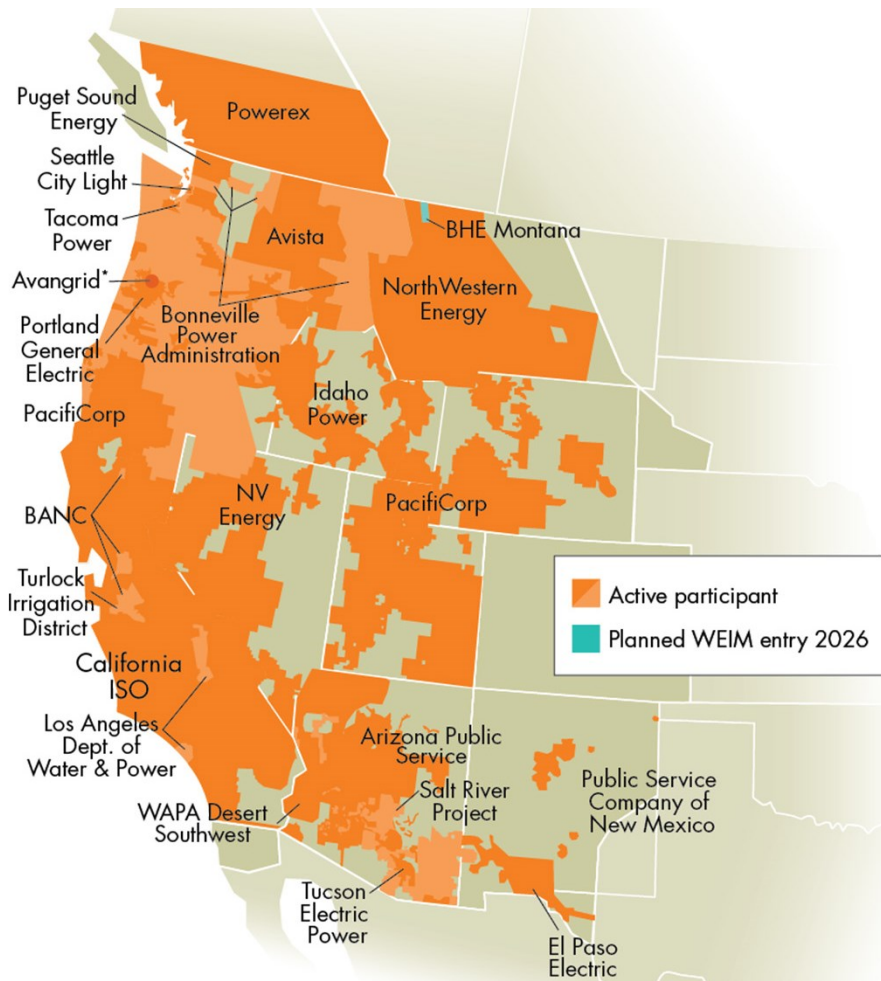 Powerex
Puget Sound
Energy
Seattle
City Light
Tacoma
Power
Avista
BHE Montana
Avangrid*
NorthWestern
Energy
Bonneville
Power
Administration
Portland
General
Electric
Idaho
Power
PacifiCorp
NV
Energy
PacifiCorp
BANC
Turlock
Irrigation
District
Active participant
Planned WEIM entry 2026
California
ISO
Los Angeles
Dept. of
Water & Power
Arizona Public
Service
Salt River
Project
Public Service
Company of
New Mexico
WAPA Desert
Southwest
Tucson
Electric
Power
El Paso
Electric